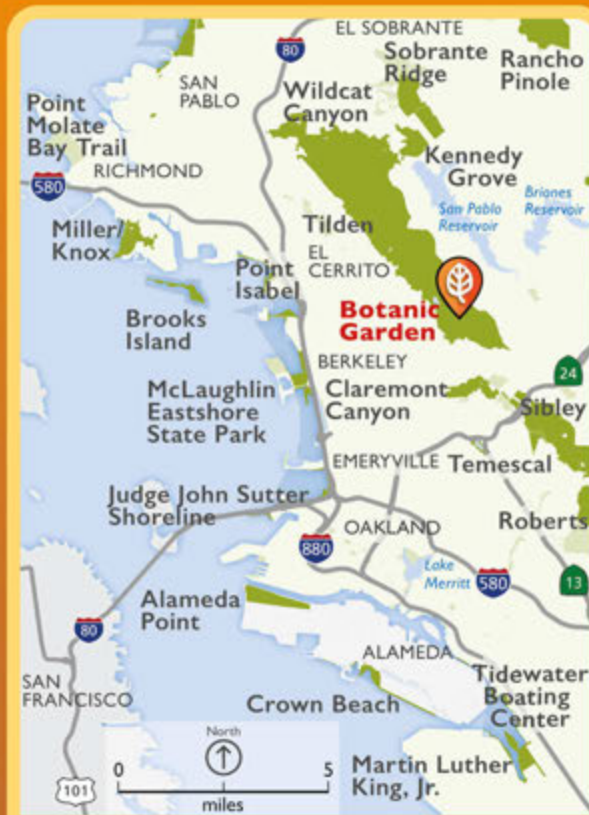 EL SOBRANTE
80
Sobrante
Ridge
Rancho
Pinole
SAN
PABLO
Wildcat
Canyon
Point
Molate
Bay Trail
RICHMOND
580
Kennedy
Grove
San Pablo
Reservoir
Briones
Reservoir
Miller/
Knox
Tilden
EL
CERRITO
Point
Isabel
Brooks
Island
Botanic
Garden
BERKELEY
24
McLaughlin
Eastshore
State Park
Claremont
Canyon
Sibley
EMERYVILLE
Temescal
Judge John Sutter
Shoreline
OAKLAND
Roberts
880
Lake
Merritt
580
13
Alameda
Point
80
ALAMEDA
SAN
FRANCISCO
Crown Beach
Tidewater
Boating
Center
North
0
5
miles
101
Martin Luther
King, Jr.